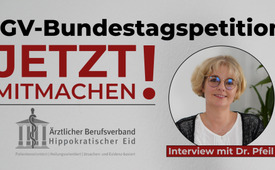 GV-Bundestagspetition
JETZT
MITMACHEN!
Ärztlicher Berufsverband
Hippokratischer Eid
Interview mit Dr. Pfeil